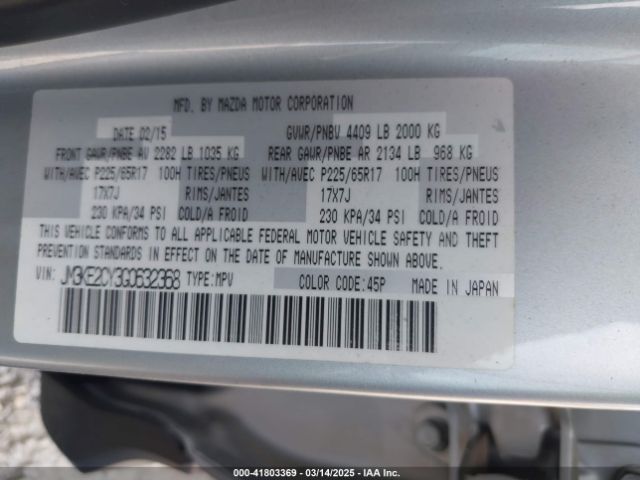 MFD. BY MAZDA MOTOR CORPORATION
DATE 02/15 GVWR/PNBV 4409 LB 2000 KG
FRONT GAWR/PNBE AV 2282 LB 1035 KG REAR GAWR/PNBE AR 2134 LB 968 KG
WITH/AVEC P225/65R17 100H TIRES/PNEUS WITH/AVEC P225/65R17 100H TIRES/PNEUS
17X7J RIMS/JANTES 17X7J RIMS/JANTES
230 KPA/34 PSI COLD/A FROID 230 KPA/34 PSI COLD/A FROID
THIS VEHICLE CONFORMS TO ALL APPLICABLE FEDERAL MOTOR VEHICLE SAFETY AND THEFT
PREVENTION STANDARDS IN EFFECT ON THE DATE OF MANUFACTURE SHOWN ABOVE.
VIN: JM3KE2CY3G0632368 TYPE:MPV COLOR CODE:45P MADE IN JAPAN
000-41803369 - 03/14/2025 - IAA Inc.